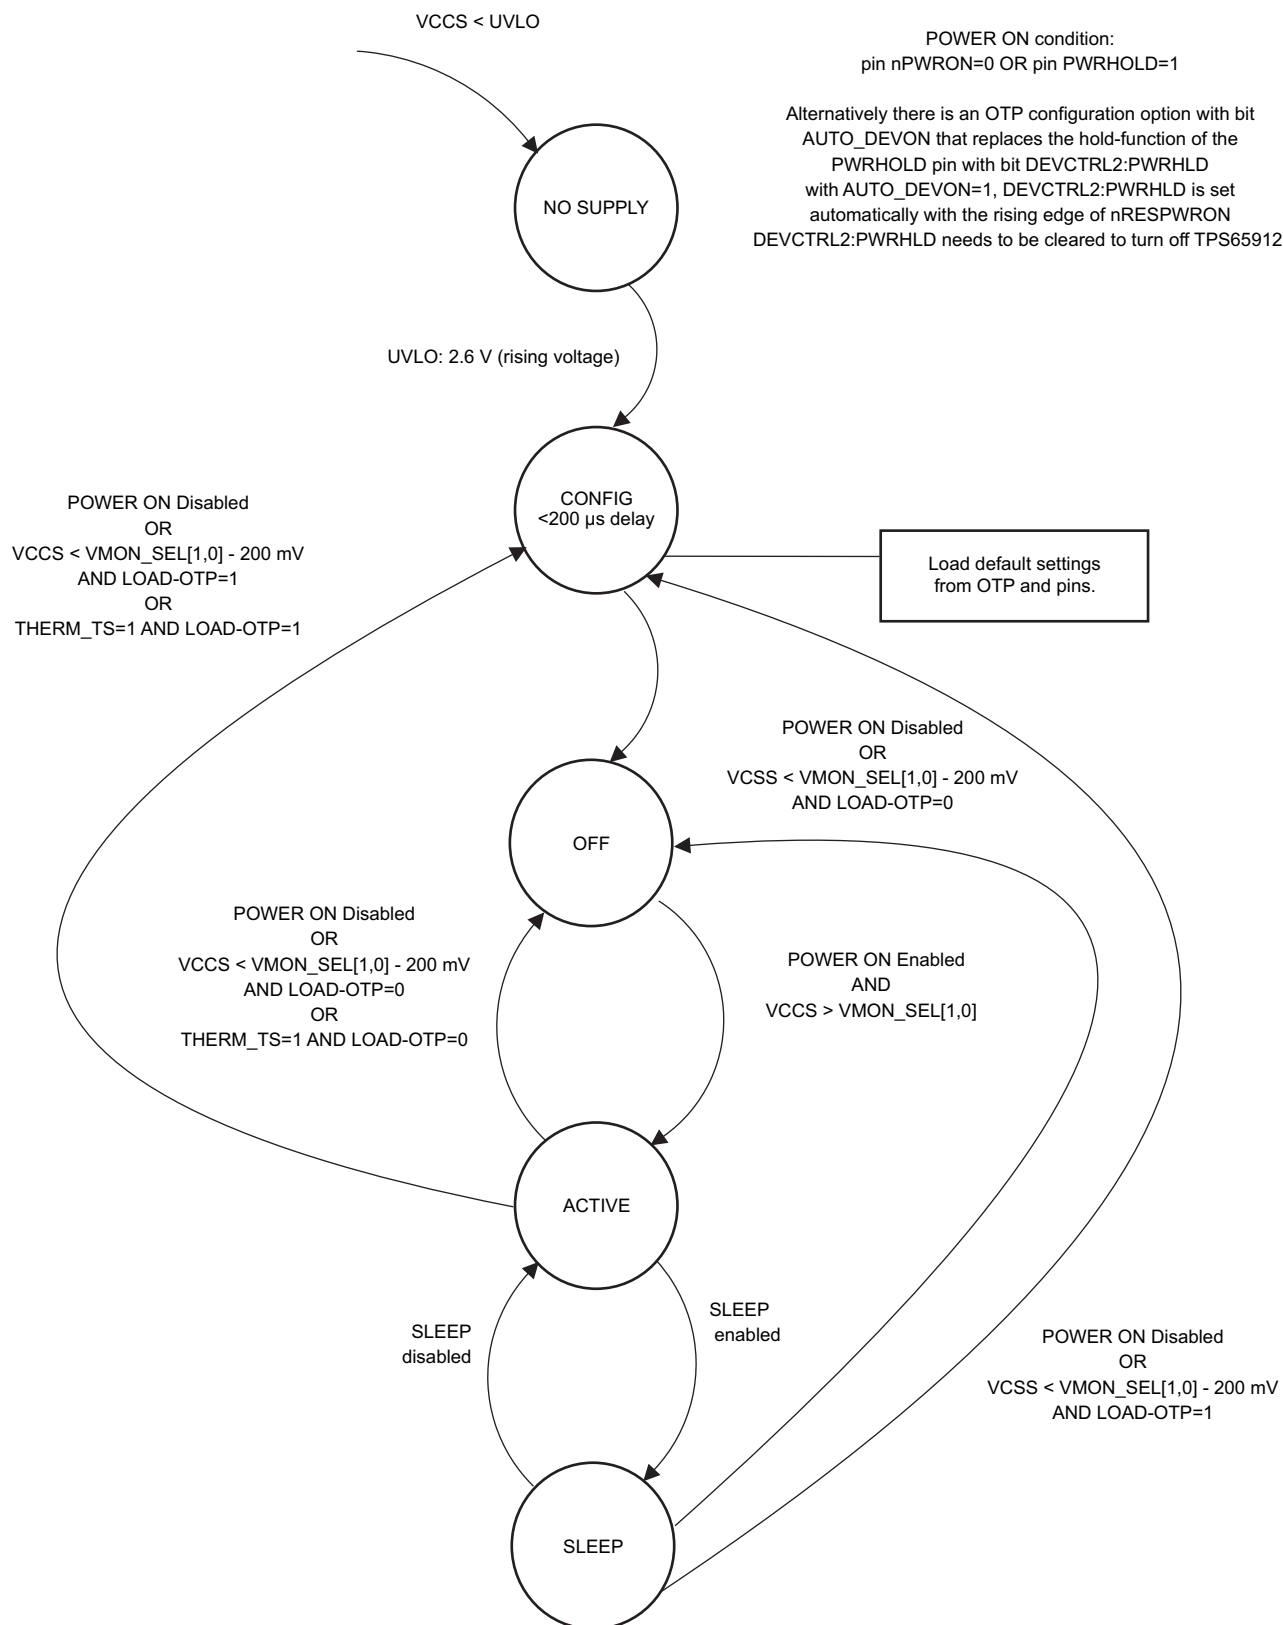 VCCS < UVLO
POWER ON condition:
pin nPWRON=0 OR pin PWRHOLD=1
Alternatively there is an OTP configuration option with bit
AUTO_DEVON that replaces the hold-function of the
PWRHOLD pin with bit DEVCTRL2:PWRHLD
with AUTO_DEVON=1, DEVCTRL2:PWRHLD is set
automatically with the rising edge of nRESPWRON
DEVCTRL2:PWRHLD needs to be cleared to turn off TPS65912
NO SUPPLY
UVLO: 2.6 V (rising voltage)
CONFIG
<200 µs delay
POWER ON Disabled
OR
VCCS < VMON_SEL[1,0] - 200 mV
AND LOAD-OTP=1
OR
THERM_TS=1 AND LOAD-OTP=1
Load default settings
from OTP and pins.
POWER ON Disabled
OR
VCSS < VMON_SEL[1,0] - 200 mV
AND LOAD-OTP=0
OFF
POWER ON Disabled
OR
VCCS < VMON_SEL[1,0] - 200 mV
AND LOAD-OTP=0
OR
THERM_TS=1 AND LOAD-OTP=0
POWER ON Enabled
AND
VCCS > VMON_SEL[1,0]
ACTIVE
SLEEP
disabled
SLEEP
enabled
POWER ON Disabled
OR
VCSS < VMON_SEL[1,0] - 200 mV
AND LOAD-OTP=1
SLEEP